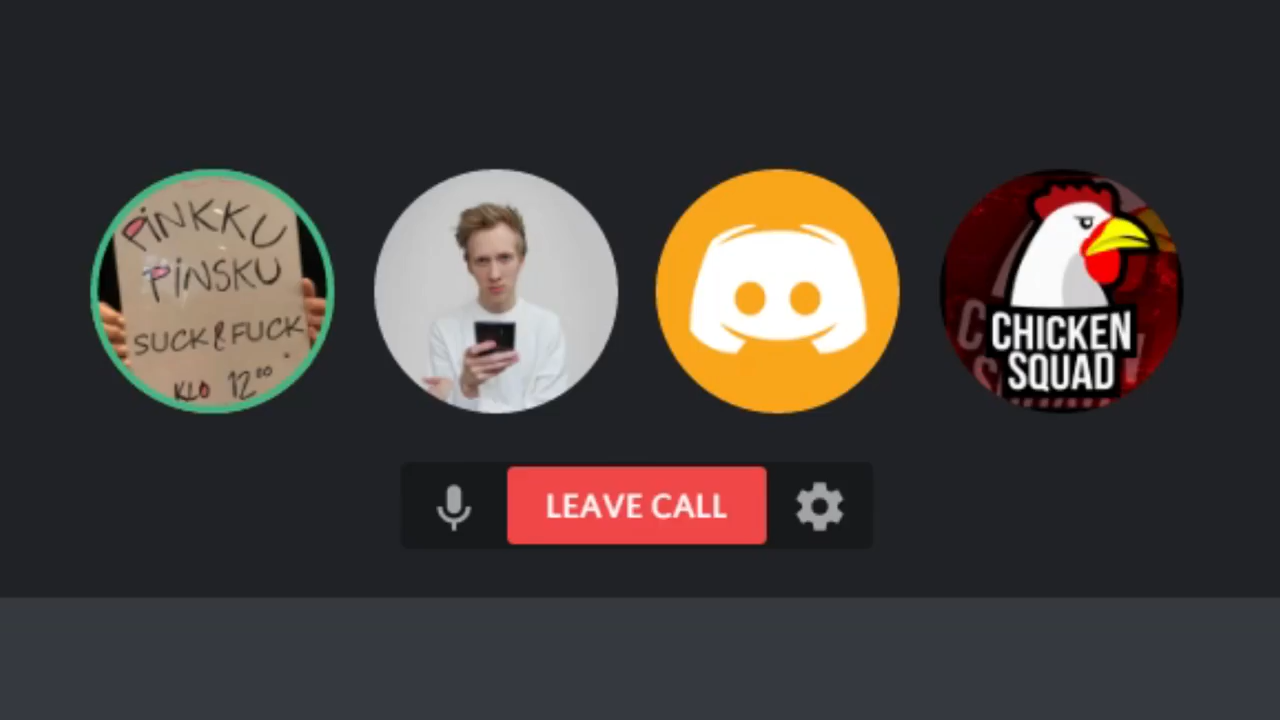 PINKKU
PINSKU
SUCK & FUCK
KLO 12⁰⁰
CHICKEN
SQUAD
LEAVE CALL